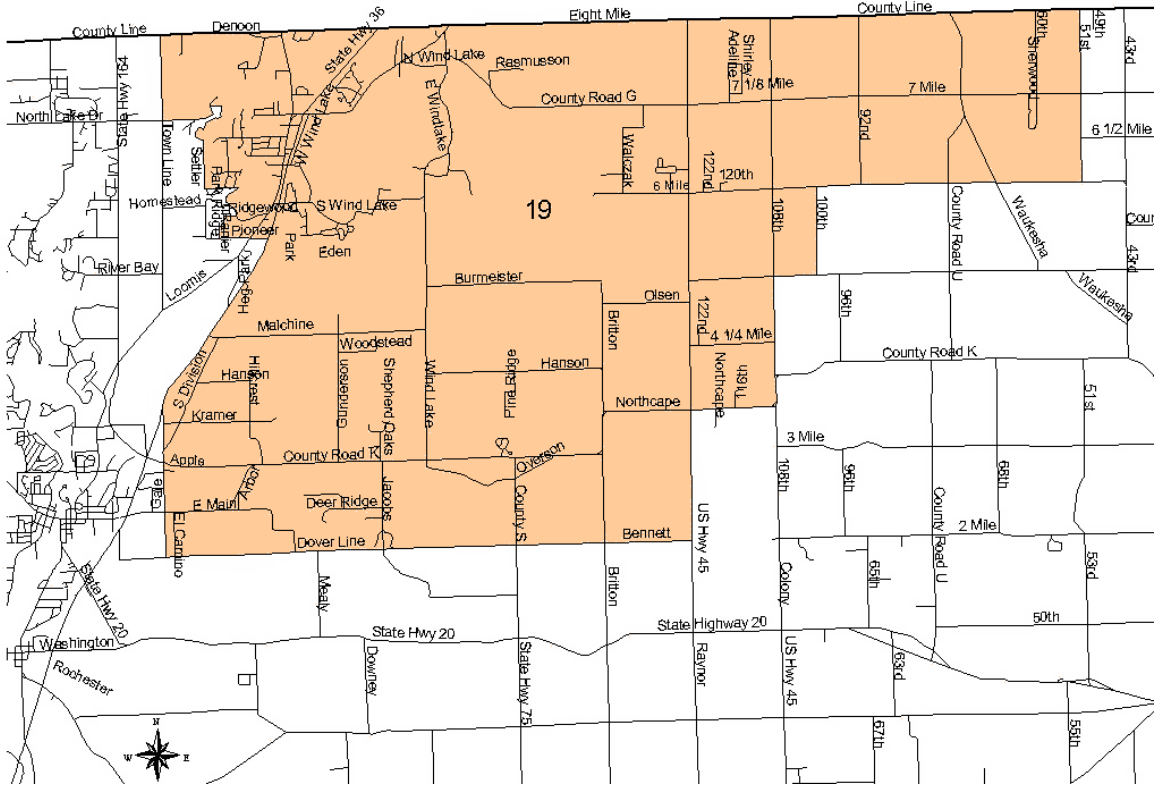 County Line
Denoon
State Hwy 36
Eight Mile
County Line
60th
49th
51st
43rd
State Hwy 164
N Wind Lake
Rasmusson
Shirley
Adeline
7 1/8 Mile
Sherwood
North Lake Dr
W Wind Lake
E Windlake
County Road G
7 Mile
92nd
6 1/2 Mile
Town Line
Settler
Walczak
122nd
120th
6 Mile
Park Ridge
Homestead
Ridgewood
S Wind Lake
19
108th
100th
County Road U
Waukesha
Pioneer
Park
Eden
43rd
River Bay
Loomis
Heg Park
Burmeister
Olsen
96th
Waukesha
Malchine
Woodstead
Britton
122nd
4 1/4 Mile
County Road K
S Division
Hanson
Hillcrest
Gunderson
Shepherd Oaks
Wind Lake
Pine Ridge
Hanson
Northcape
Northcape
116th
51st
Kramer
3 Mile
Apple
County Road K
Overson
108th
96th
68th
Gale
Arbor
E Main
Deer Ridge
Jacobs
County S
US Hwy 45
County Road U
2 Mile
El Camino
Dover Line
Bennett
State Hwy 20
Mealy
Britton
Colony
65th
53rd
Washington
State Hwy 20
State Highway 20
50th
Rochester
Downey
State Hwy 75
Raynor
US Hwy 45
63rd
55th
67th
N
W
E
S